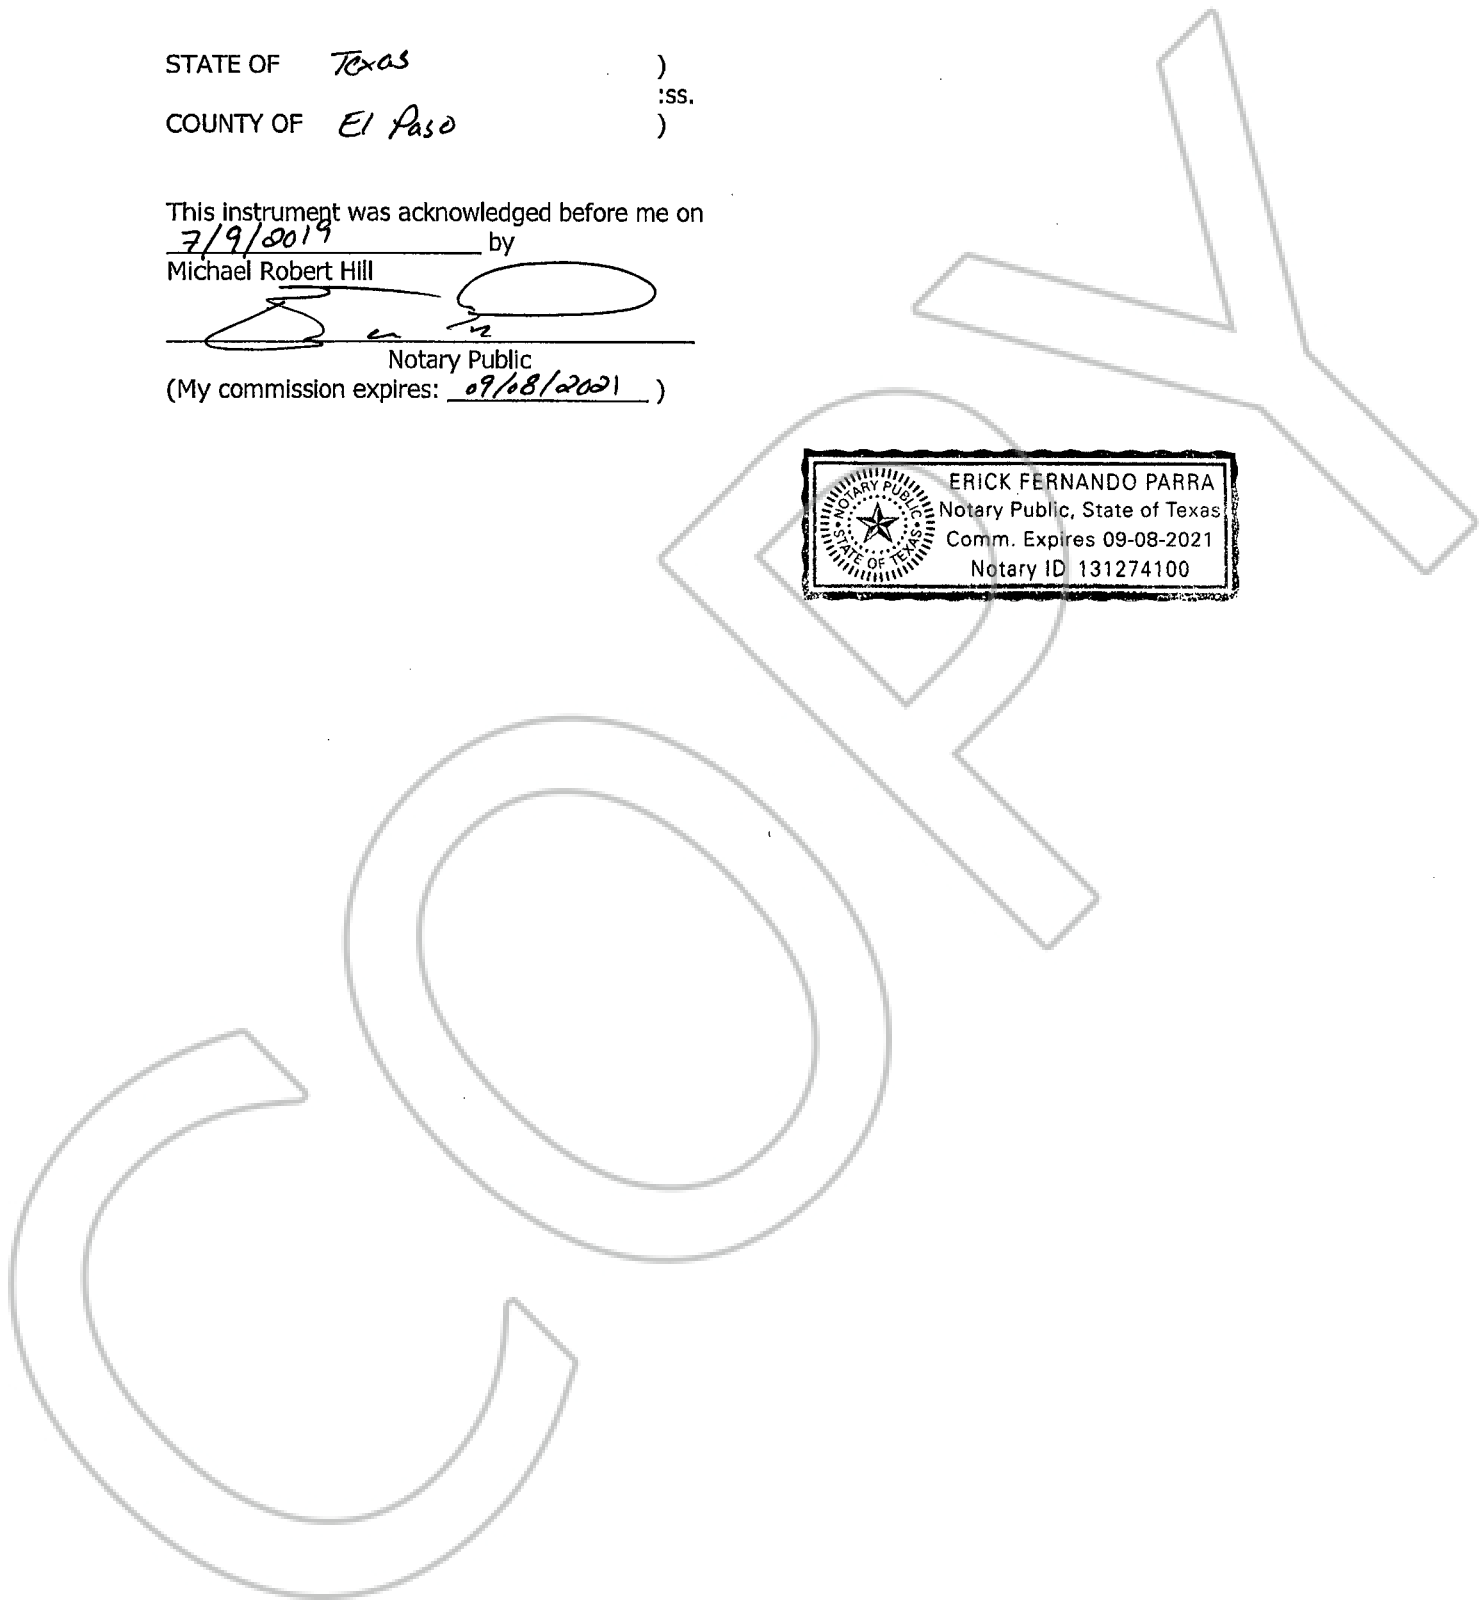 STATE OF Texas )
:ss.
COUNTY OF El Paso )
This instrument was acknowledged before me on
7/9/2019 by
Michael Robert Hill
Notary Public
(My commission expires: 09/08/2021 )
NOTARY PUBLIC
STATE OF TEXAS
ERICK FERNANDO PARRA
Notary Public, State of Texas
Comm. Expires 09-08-2021
Notary ID 131274100
COPY